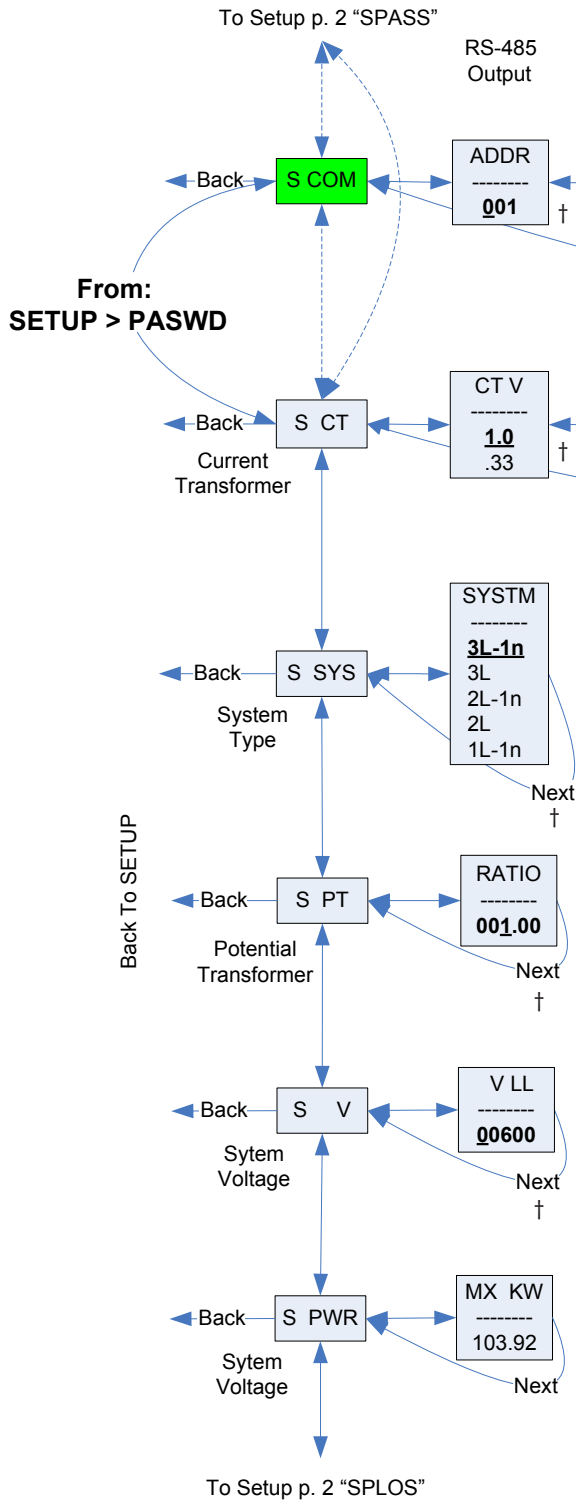 To Setup p. 2 “SPASS”
RS-485
Output
Back
S COM
ADDR
--------
001
†
From:
SETUP > PASWD
Back
S CT
Current
Transformer
CT V
--------
1.0
.33
†
Back
S SYS
System
Type
SYSTM
--------
3L-1n
3L
2L-1n
2L
1L-1n
Next
†
Back To SETUP
Back
S PT
Potential
Transformer
RATIO
--------
001.00
Next
†
Back
S V
Sytem
Voltage
V LL
--------
00600
Next
†
Back
S PWR
Sytem
Voltage
MX KW
--------
103.92
Next
To Setup p. 2 “SPLOS”